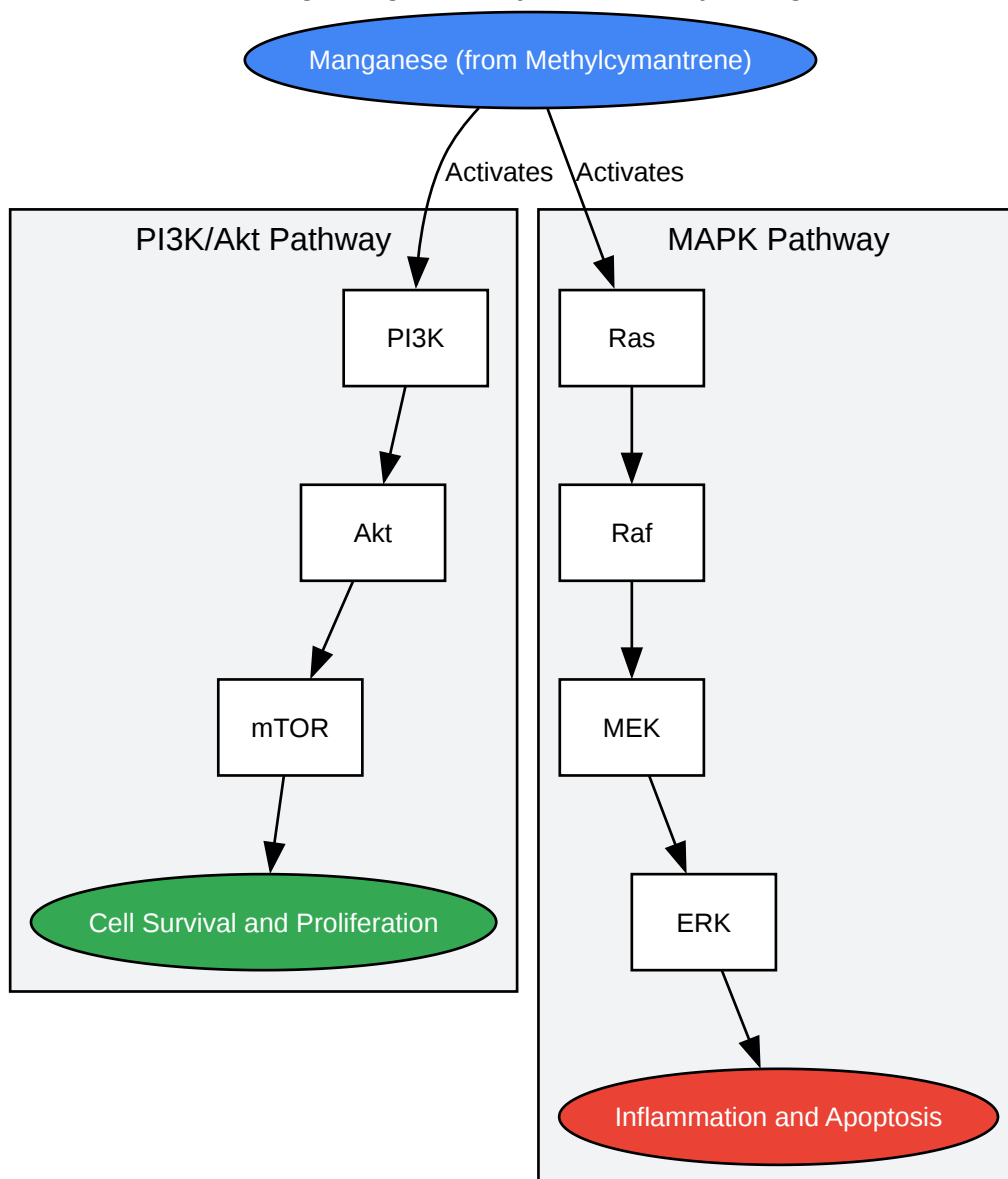 Manganese (from Methylcymantrene)
Activates
Activates
PI3K/Akt Pathway
MAPK Pathway
PI3K
Ras
Akt
Raf
mTOR
MEK
Cell Survival and Proliferation
ERK
Inflammation and Apoptosis